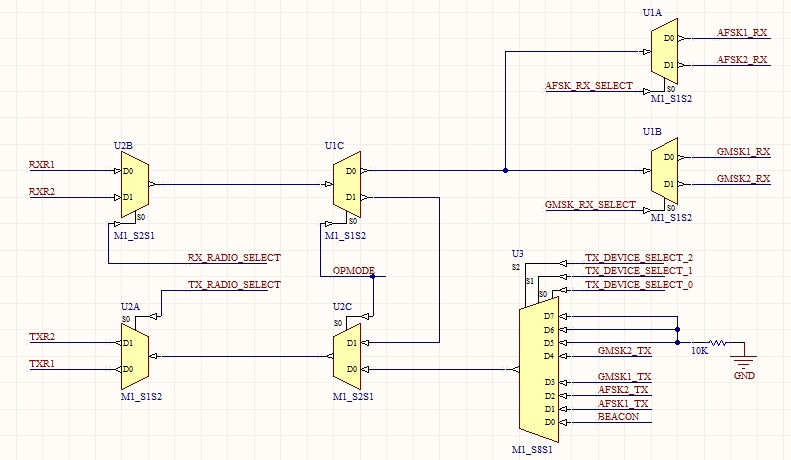 U1A
D0 AFSK1_RX
D1 AFSK2_RX
AFSK_RX_SELECT S0
M1_S1S2
U2B U1C U1B
RXR1 D0 D0 D0 GMSK1_RX
RXR2 D1 D1 D1 GMSK2_RX
S0 S0 GMSK_RX_SELECT S0
M1_S2S1 M1_S1S2 M1_S1S2
RX_RADIO_SELECT U3 TX_DEVICE_SELECT_2
S2
OPMODE S1 TX_DEVICE_SELECT_1
TX_RADIO_SELECT S0 TX_DEVICE_SELECT_0
U2A U2C
S0 S0 D7
D6
TXR2 D1 D1 D5
D4 GMSK2_TX 10K
TXR1 D0 D0 GND
D3 GMSK1_TX
M1_S1S2 M1_S2S1 D2 AFSK2_TX
D1 AFSK1_TX
D0 BEACON
M1_S8S1